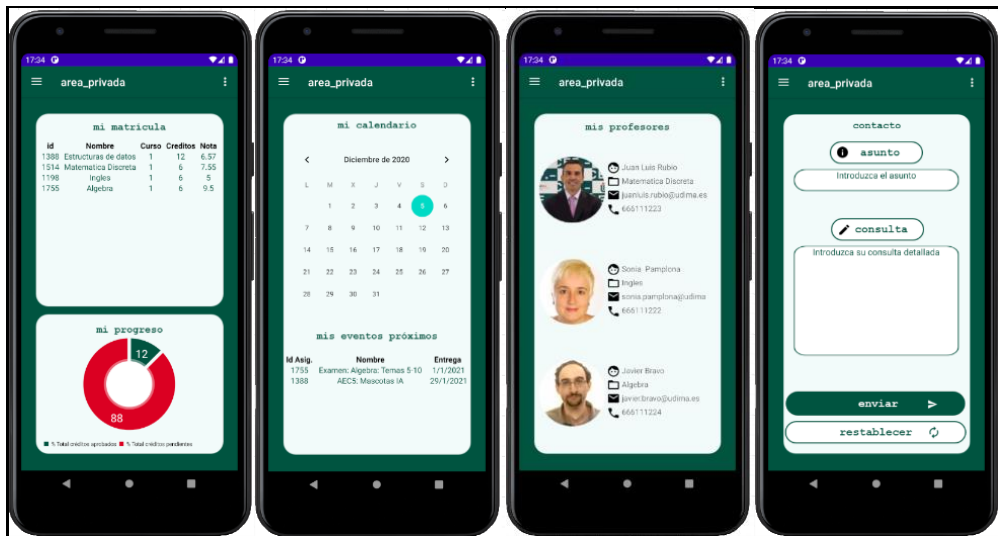 17:34
area_privada
mi matricula
id Nombre Curso Creditos Nota
1388 Estructuras de datos 1 12 6.57
1514 Matematica Discreta 1 6 7.55
1198 Ingles 1 6 5
1755 Algebra 1 6 9.5
mi progreso
12
88
% Total créditos aprobados % Total créditos pendientes
17:34
area_privada
mi calendario
Diciembre de 2020
L M X J V S D
1 2 3 4 5 6
7 8 9 10 11 12 13
14 15 16 17 18 19 20
21 22 23 24 25 26 27
28 29 30 31
mis eventos próximos
Id Asig. Nombre Entrega
1755 Examen: Algebra: Temas 5-10 1/1/2021
1388 AEC5: Mascotas IA 29/1/2021
17:34
area_privada
mis profesores
Juan Luis Rubio
Matematica Discreta
juanluis.rubio@udima.es
666111223
Sonia Pamplona
Ingles
sonia.pamplona@udima
666111222
Javier Bravo
Algebra
javier.bravo@udima.es
666111224
17:34
area_privada
contacto
asunto
Introduzca el asunto
consulta
Introduzca su consulta detallada
enviar
restablecer